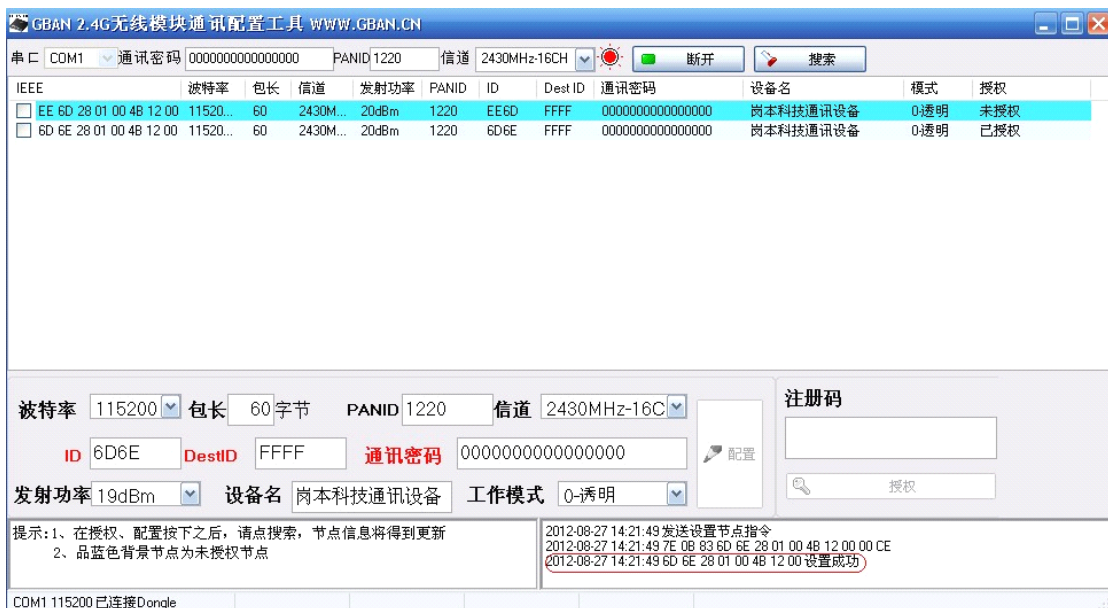 GBAN 2.4G无线模块通讯配置工具 WWW.GBAN.CN
串口 COM1 通讯密码 0000000000000000 PANID 1220 信道 2430MHz-16CH 断开 搜索
IEEE 波特率 包长 信道 发射功率 PANID ID Dest ID 通讯密码 设备名 模式 授权
EE 6D 28 01 00 4B 12 00 11520... 60 2430M... 20dBm 1220 EE6D FFFF 0000000000000000 岗本科技通讯设备 0-透明 未授权
6D 6E 28 01 00 4B 12 00 11520... 60 2430M... 20dBm 1220 6D6E FFFF 0000000000000000 岗本科技通讯设备 0-透明 已授权
波特率 115200 包长 60 字节 PANID 1220 信道 2430MHz-16C 注册码
ID 6D6E DestID FFFF 通讯密码 0000000000000000 配置
发射功率 19dBm 设备名 岗本科技通讯设备 工作模式 0-透明 授权
提示:1、在授权、配置按下之后，请点搜索，节点信息将得到更新
2、品蓝色背景节点为未授权节点
2012-08-27 14:21:49 发送设置节点指令
2012-08-27 14:21:49 7E 0B 83 6D 6E 28 01 00 4B 12 00 00 CE
2012-08-27 14:21:49 6D 6E 28 01 00 4B 12 00 设置成功
COM1 115200 已连接Dongle